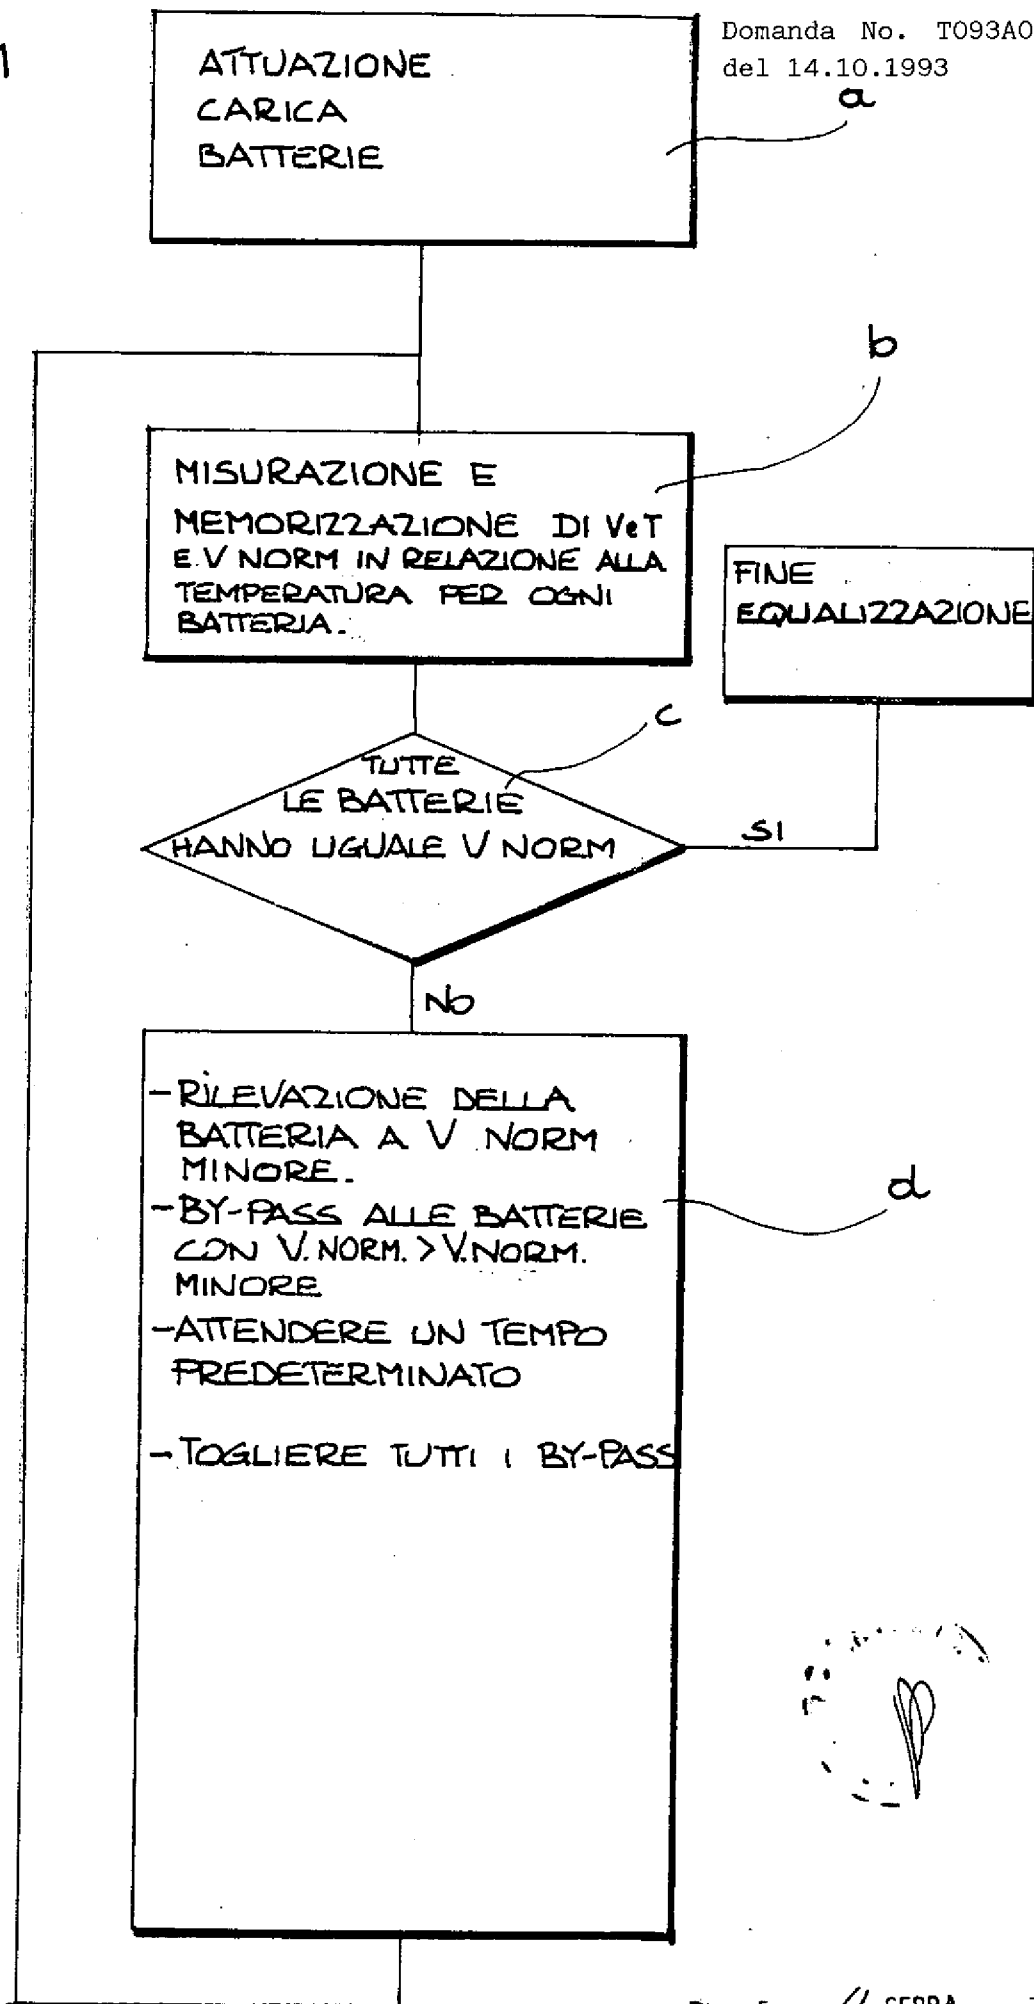 1
Domanda No. TO93A0
del 14.10.1993
ATTUAZIONE
CARICA
BATTERIE
a
b
MISURAZIONE E
MEMORIZZAZIONE DI V e T
E V NORM IN RELAZIONE ALLA
TEMPERATURA PER OGNI
BATTERIA.
FINE
EQUALIZZAZIONE
c
TUTTE
LE BATTERIE
HANNO UGUALE V NORM
SI
NO
- RILEVAZIONE DELLA
BATTERIA A V NORM
MINORE.
- BY-PASS ALLE BATTERIE
CON V.NORM. > V.NORM.
MINORE
- ATTENDERE UN TEMPO
PREDETERMINATO
- TOGLIERE TUTTI I BY-PASS
d
SERRA